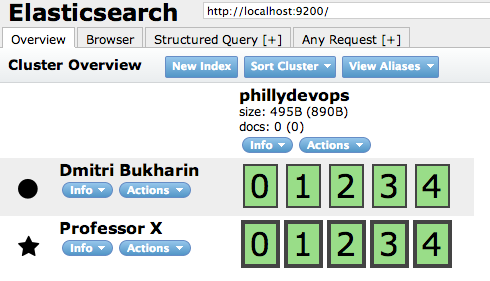 Elasticsearch
http://localhost:9200/
Overview Browser Structured Query [+] Any Request [+]
Cluster Overview New Index Sort Cluster View Aliases
phillydevops
size: 495B (890B)
docs: 0 (0)
Info Actions
Dmitri Bukharin
Info Actions
0 1 2 3 4
Professor X
Info Actions
0 1 2 3 4